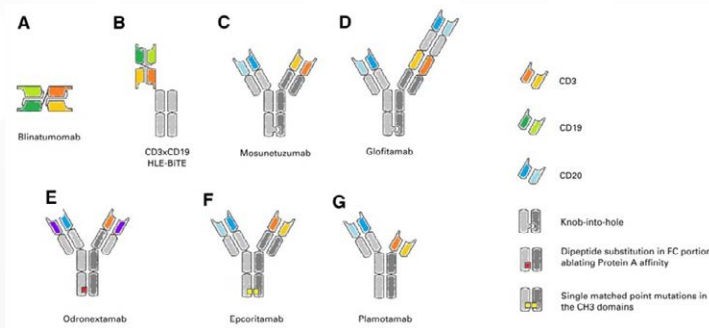 A
B
C
D
Blinatumomab
CD3xCD19
HLE-BiTE
Mosunetuzumab
Glofitamab
CD3
CD19
CD20
Knob-into-hole
Dipeptide substitution in FC portion
ablating Protein A affinity
Single matched point mutations in
the CH3 domains
E
F
G
Odronextamab
Epcoritamab
Plamotamab